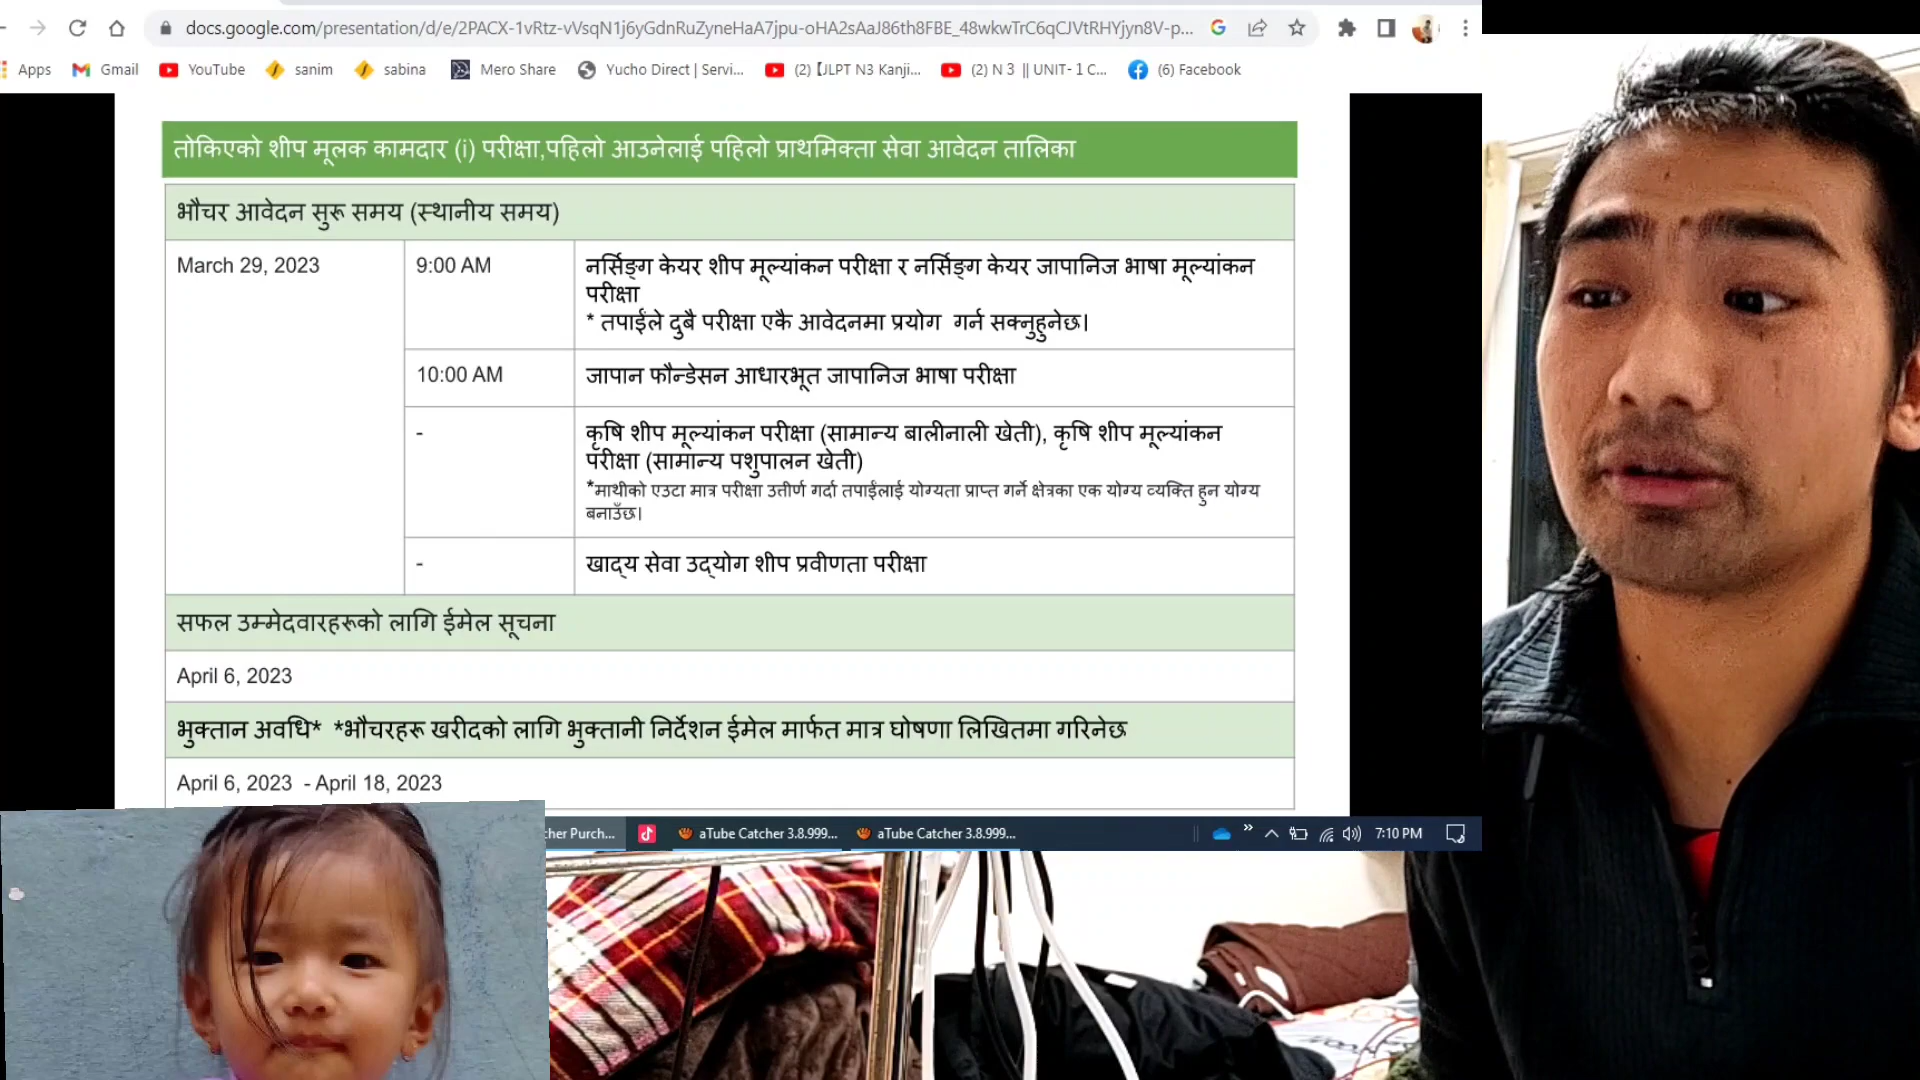 docs.google.com/presentation/d/e/2PACX-1vRtz-vVsqN1j6yGdnRuZyneHaA7jpu-oHA2sAaJ86th8FBE_48wkwTrC6qCJVtRHYjyn8V-p...
Apps Gmail YouTube sanim sabina Mero Share Yucho Direct | Servi... (2)【JLPT N3 Kanji... (2) N 3 || UNIT- 1 C... (6) Facebook
तोकिएको शीप मूलक कामदार (i) परीक्षा,पहिलो आउनेलाई पहिलो प्राथमिक्ता सेवा आवेदन तालिका
भौचर आवेदन सुरू समय (स्थानीय समय)
March 29, 2023 9:00 AM नर्सिङ्ग केयर शीप मूल्यांकन परीक्षा र नर्सिङ्ग केयर जापानिज भाषा मूल्यांकन
परीक्षा
* तपाईंले दुबै परीक्षा एकै आवेदनमा प्रयोग गर्न सक्नुहुनेछ।
10:00 AM जापान फौन्डेसन आधारभूत जापानिज भाषा परीक्षा
- कृषि शीप मूल्यांकन परीक्षा (सामान्य बालीनाली खेती), कृषि शीप मूल्यांकन
परीक्षा (सामान्य पशुपालन खेती)
*माथीको एउटा मात्र परीक्षा उत्तीर्ण गर्दा तपाईंलाई योग्यता प्राप्त गर्ने क्षेत्रका एक योग्य व्यक्ति हुन योग्य
बनाउँछ।
- खाद्य सेवा उद्योग शीप प्रवीणता परीक्षा
सफल उम्मेदवारहरूको लागि ईमेल सूचना
April 6, 2023
भुक्तान अवधि* *भौचरहरू खरीदको लागि भुक्तानी निर्देशन ईमेल मार्फत मात्र घोषणा लिखितमा गरिनेछ
April 6, 2023 - April 18, 2023
cher Purch... aTube Catcher 3.8.999... aTube Catcher 3.8.999... 7:10 PM